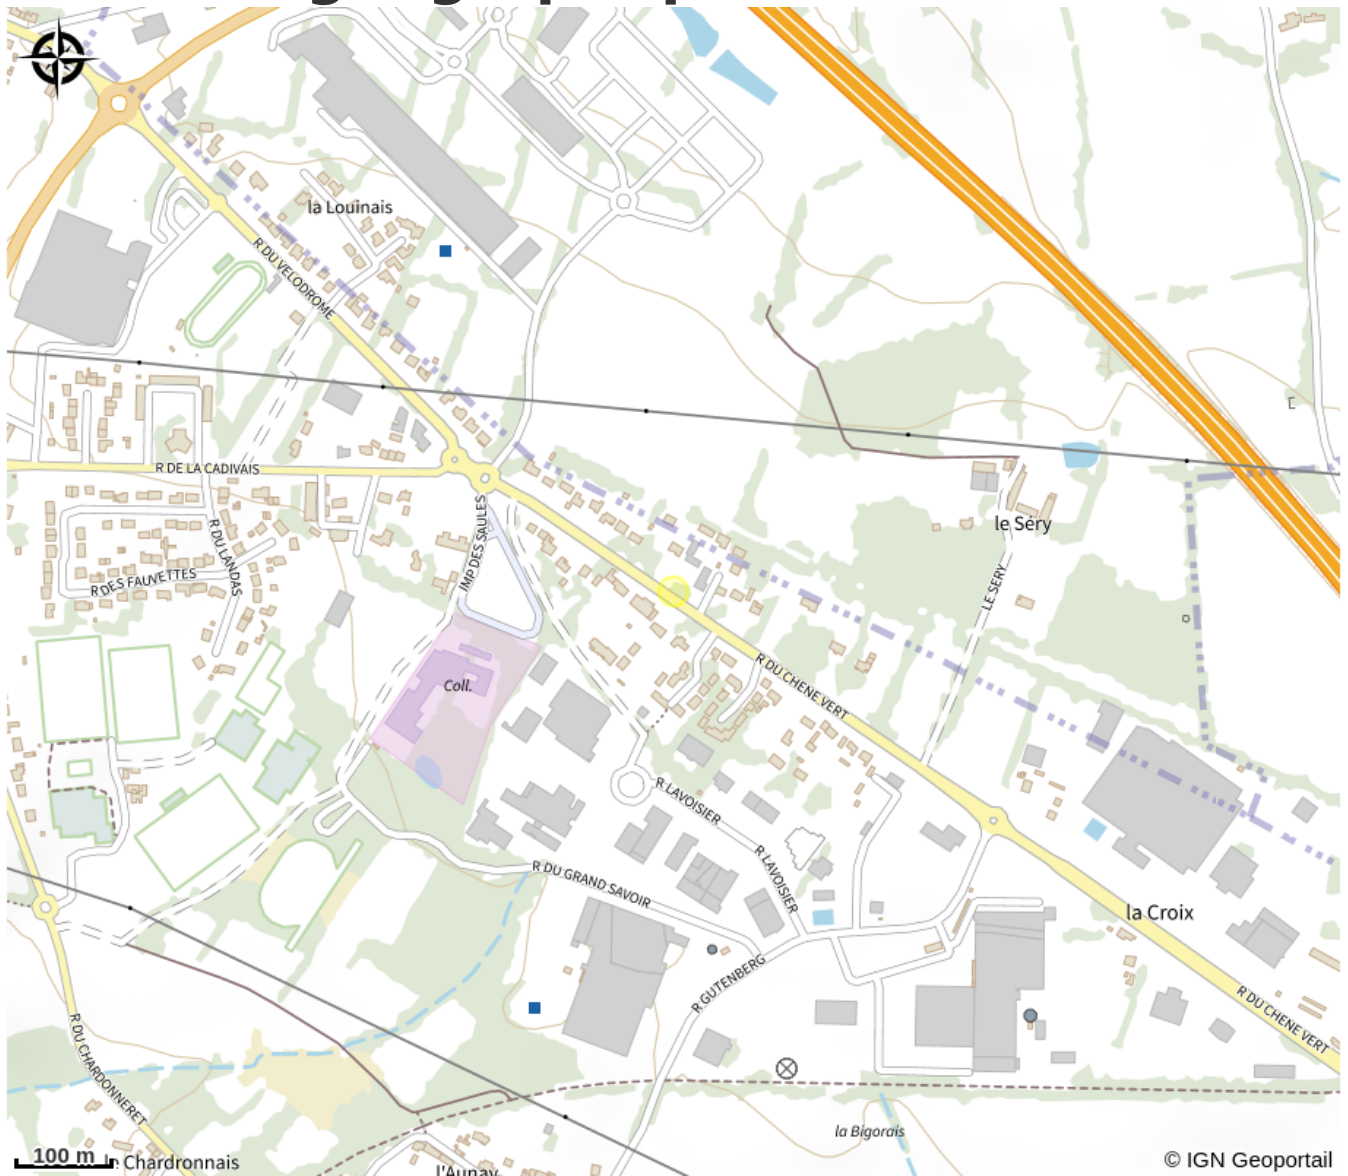 la Louinais
R DU VELODROME
R DE LA CADIVAIS
IMP DES SAULES
R DU LANDAS
R DES FAUVETTES
le Séry
LE SERY
Coll.
R DU CHENE VERT
R LAVOISIER
R LAVOISIER
R DU GRAND SAVOIR
la Croix
R GUTENBERG
R DU CHENE VERT
R DU CHARDONNERET
la Bigorais
100 m
Chardronnais
l'Aunay
© IGN Geoportail